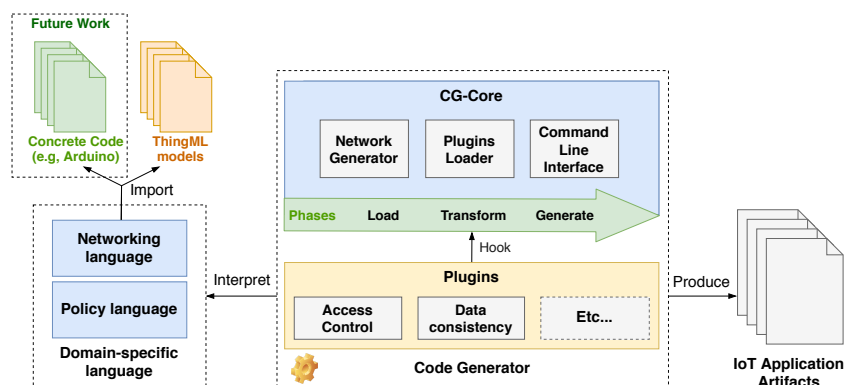 Future Work
Concrete Code
(e.g, Arduino)
ThingML
models
Import
Networking
language
Policy language
Domain-specific
language
Interpret
CG-Core
Network
Generator
Plugins
Loader
Command
Line
Interface
Phases Load Transform Generate
Hook
Plugins
Access
Control
Data
consistency
Etc...
Code Generator
Produce
IoT Application
Artifacts